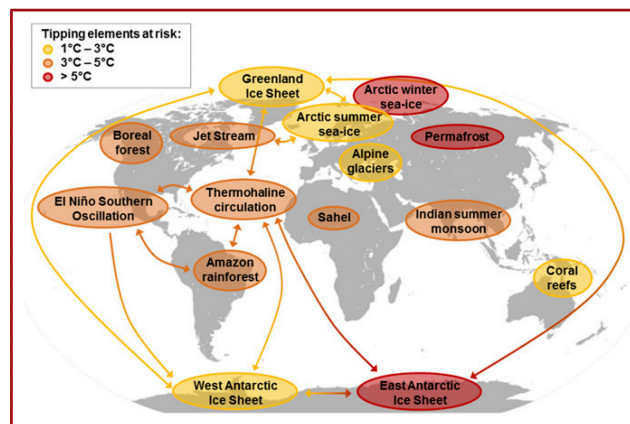 Tipping elements at risk:
1°C – 3°C
3°C – 5°C
> 5°C
Greenland
Ice Sheet
Arctic winter
sea-ice
Arctic summer
sea-ice
Boreal
forest
Jet Stream
Permafrost
Alpine
glaciers
El Niño Southern
Oscillation
Thermohaline
circulation
Sahel
Indian summer
monsoon
Amazon
rainforest
Coral
reefs
West Antarctic
Ice Sheet
East Antarctic
Ice Sheet